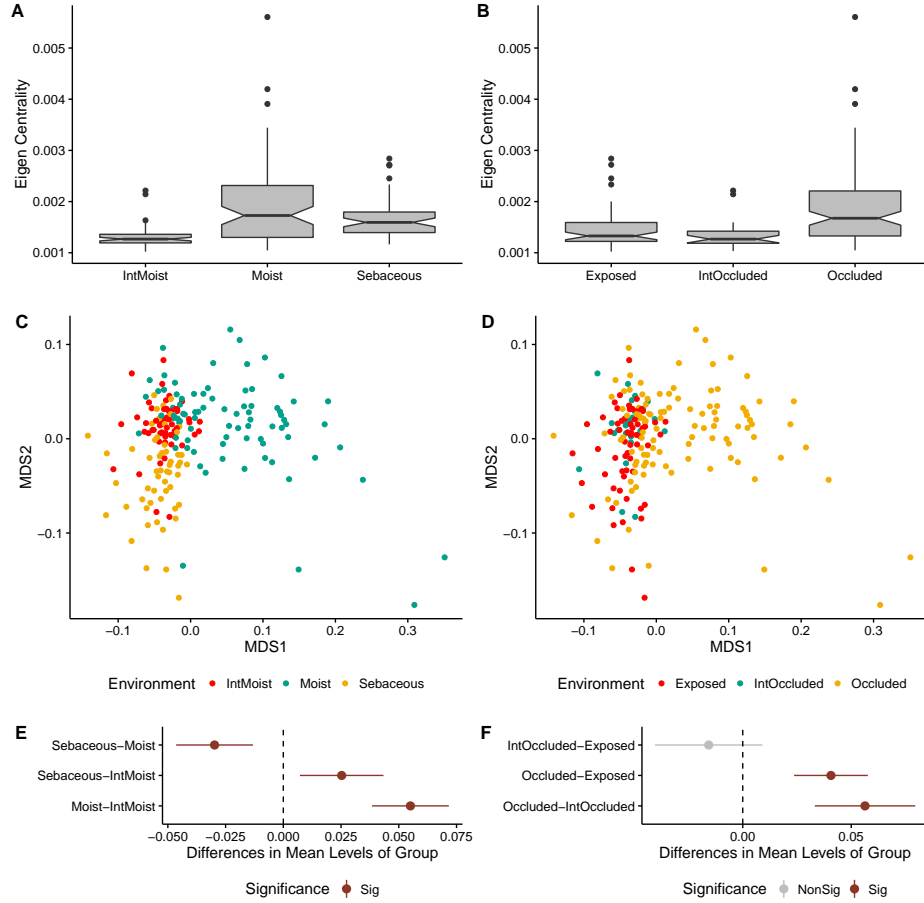 A
Eigen Centrality
0.005
0.004
0.003
0.002
0.001
IntMoist Moist Sebaceous
B
Eigen Centrality
0.005
0.004
0.003
0.002
0.001
Exposed IntOccluded Occluded
C
MDS2
0.1
0.0
−0.1
−0.1 0.0 0.1 0.2 0.3
MDS1
Environment IntMoist Moist Sebaceous
D
MDS2
0.1
0.0
−0.1
−0.1 0.0 0.1 0.2 0.3
MDS1
Environment Exposed IntOccluded Occluded
E
Sebaceous−Moist
Sebaceous−IntMoist
Moist−IntMoist
−0.050 −0.025 0.000 0.025 0.050 0.075
Differences in Mean Levels of Group
Significance Sig
F
IntOccluded−Exposed
Occluded−Exposed
Occluded−IntOccluded
0.00 0.05
Differences in Mean Levels of Group
Significance NonSig Sig